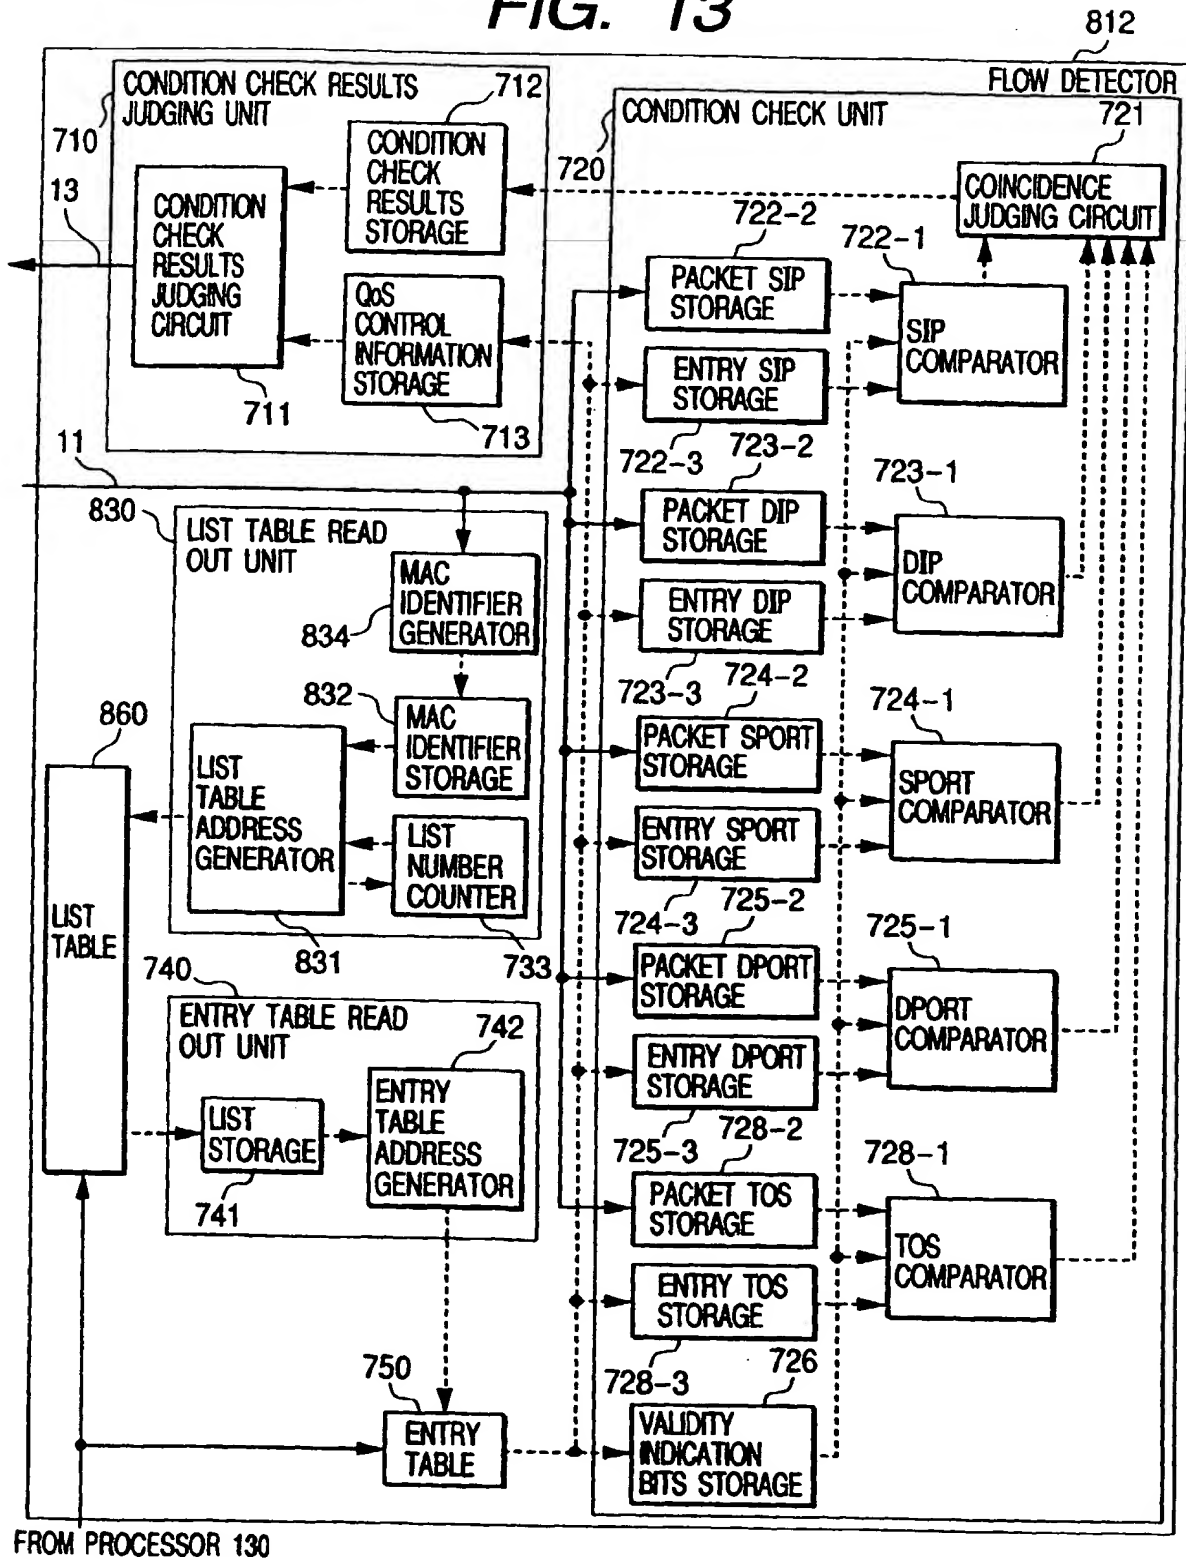 FIG. 13
812
FLOW DETECTOR
CONDITION CHECK RESULTS
JUDGING UNIT
710
712
CONDITION
CHECK
RESULTS
STORAGE
13
CONDITION
CHECK
RESULTS
JUDGING
CIRCUIT
711
QoS
CONTROL
INFORMATION
STORAGE
713
CONDITION CHECK UNIT
720
721
COINCIDENCE
JUDGING CIRCUIT
722-2
PACKET SIP
STORAGE
722-1
SIP
COMPARATOR
ENTRY SIP
STORAGE
722-3
723-2
PACKET DIP
STORAGE
723-1
DIP
COMPARATOR
ENTRY DIP
STORAGE
723-3
724-2
PACKET SPORT
STORAGE
724-1
SPORT
COMPARATOR
ENTRY SPORT
STORAGE
724-3
725-2
PACKET DPORT
STORAGE
725-1
DPORT
COMPARATOR
ENTRY DPORT
STORAGE
725-3
728-2
PACKET TOS
STORAGE
728-1
TOS
COMPARATOR
ENTRY TOS
STORAGE
728-3
726
VALIDITY
INDICATION
BITS STORAGE
11
830
LIST TABLE READ
OUT UNIT
MAC
IDENTIFIER
GENERATOR
834
832
MAC
IDENTIFIER
STORAGE
LIST
TABLE
ADDRESS
GENERATOR
831
LIST
NUMBER
COUNTER
733
860
LIST
TABLE
740
ENTRY TABLE READ
OUT UNIT
742
LIST
STORAGE
741
ENTRY
TABLE
ADDRESS
GENERATOR
750
ENTRY
TABLE
FROM PROCESSOR 130